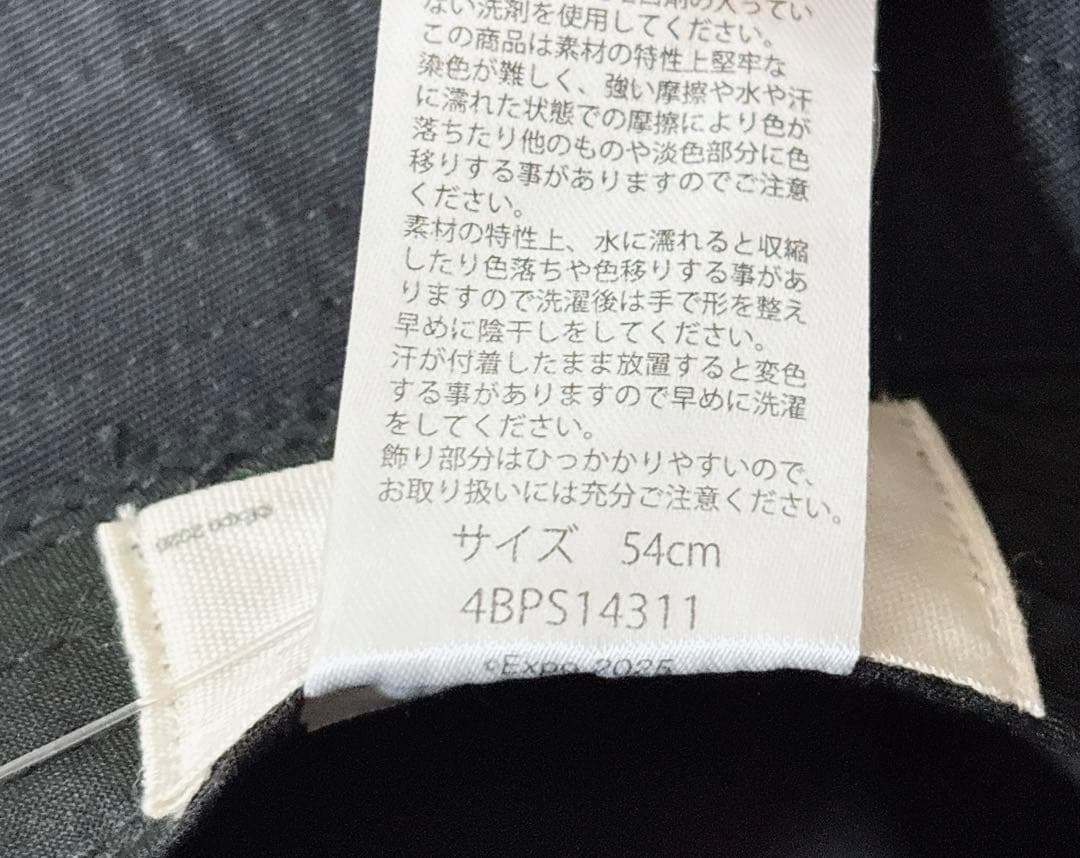 剤の入ってい
ない洗剤を使用してください。
この商品は素材の特性上堅牢な
染色が難しく、強い摩擦や水や汗
に濡れた状態での摩擦により色が
落ちたり他のものや淡色部分に色
移りする事がありますのでご注意
ください。
素材の特性上、水に濡れると収縮
したり色落ちや色移りする事があ
りますので洗濯後は手で形を整え
早めに陰干しをしてください。
汗が付着したまま放置すると変色
する事がありますので早めに洗濯
をしてください。
飾り部分はひっかかりやすいので、
お取り扱いには充分ご注意ください。
サイズ 54cm
4BPS14311
©Expo 2025
©Expo 2025